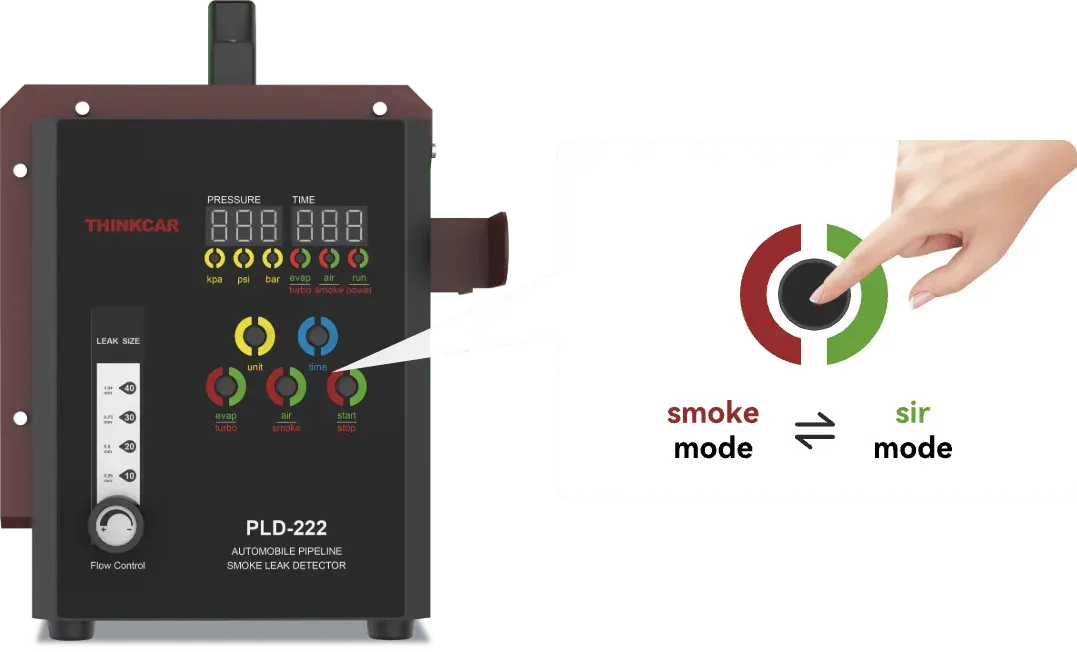 PRESSURE TIME
THINKCAR
888 888
kpa psi bar evap air run
turbo smoke power
LEAK SIZE
unit time
40
30
20
10
evap air start
turbo smoke stop
+ -
PLD-222
AUTOMOBILE PIPELINE
SMOKE LEAK DETECTOR
Flow Control
smoke sir
mode ⇌ mode